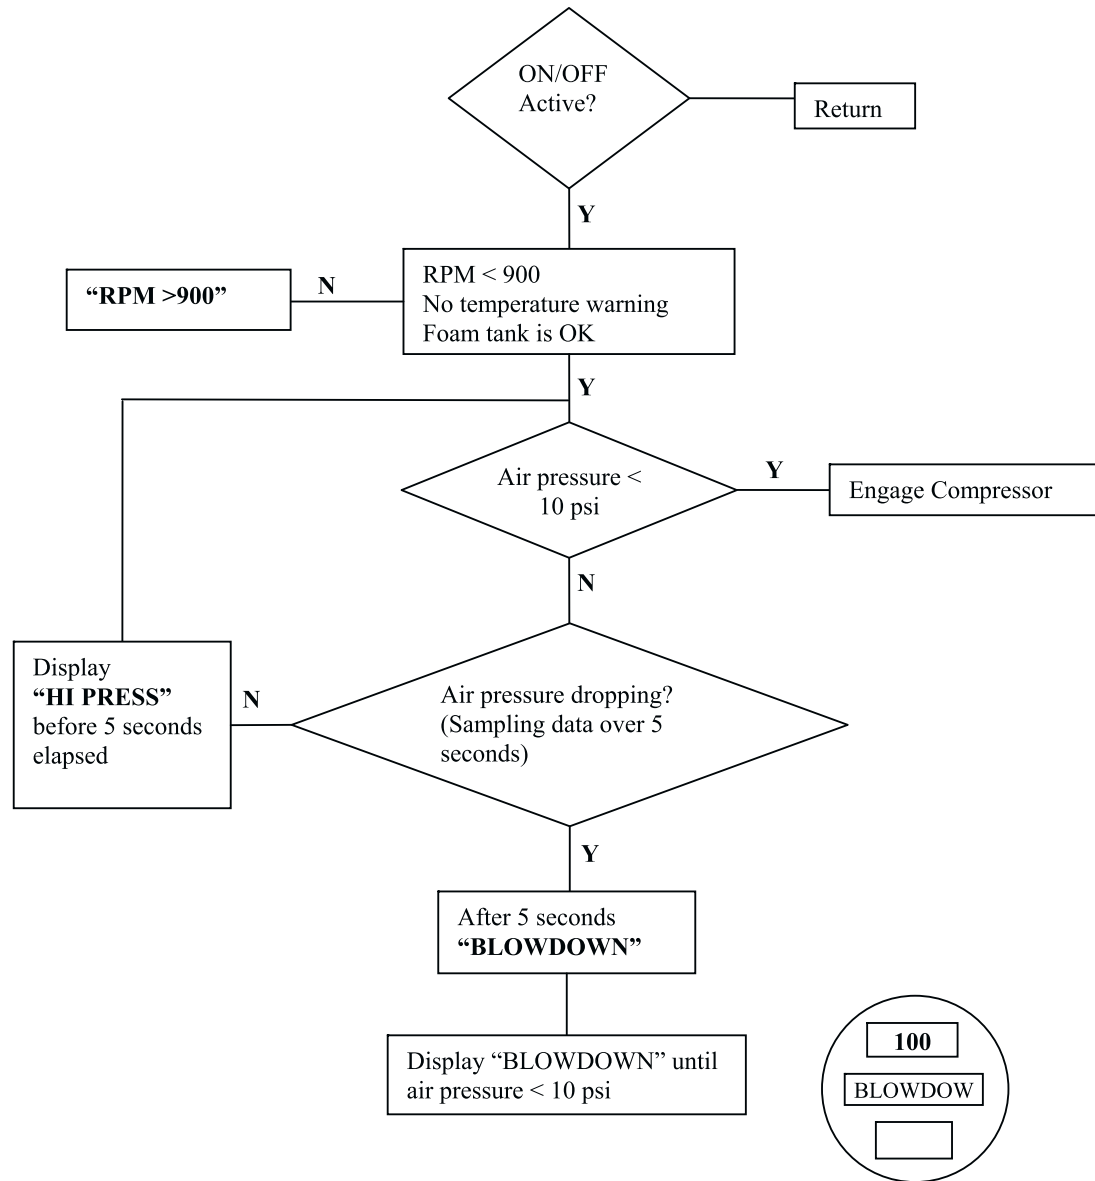 ON/OFF
Active?
Return
Y
RPM < 900
No temperature warning
Foam tank is OK
N
“RPM >900”
Y
Air pressure <
10 psi
Y
Engage Compressor
N
Air pressure dropping?
(Sampling data over 5
seconds)
N
Display
“HI PRESS”
before 5 seconds
elapsed
Y
After 5 seconds
“BLOWDOWN”
Display “BLOWDOWN” until
air pressure < 10 psi
100
BLOWDOW